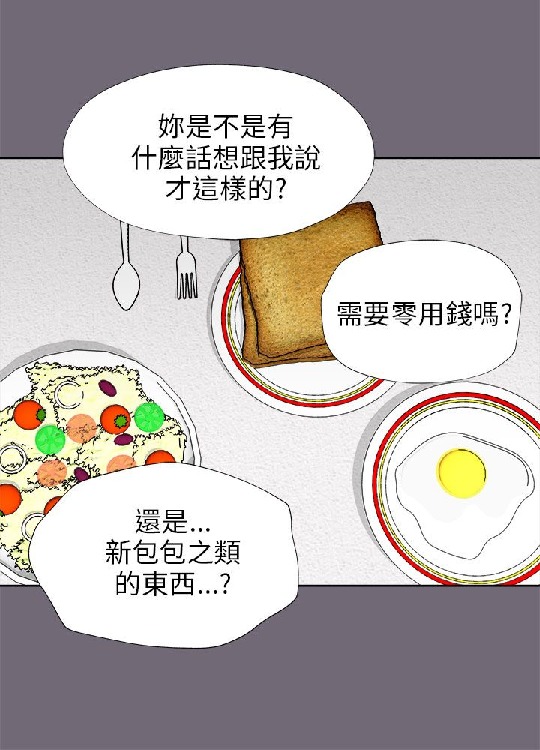 妳是不是有
什麼話想跟我說
才這樣的?
需要零用錢嗎?
還是...
新包包之類
的東西...?